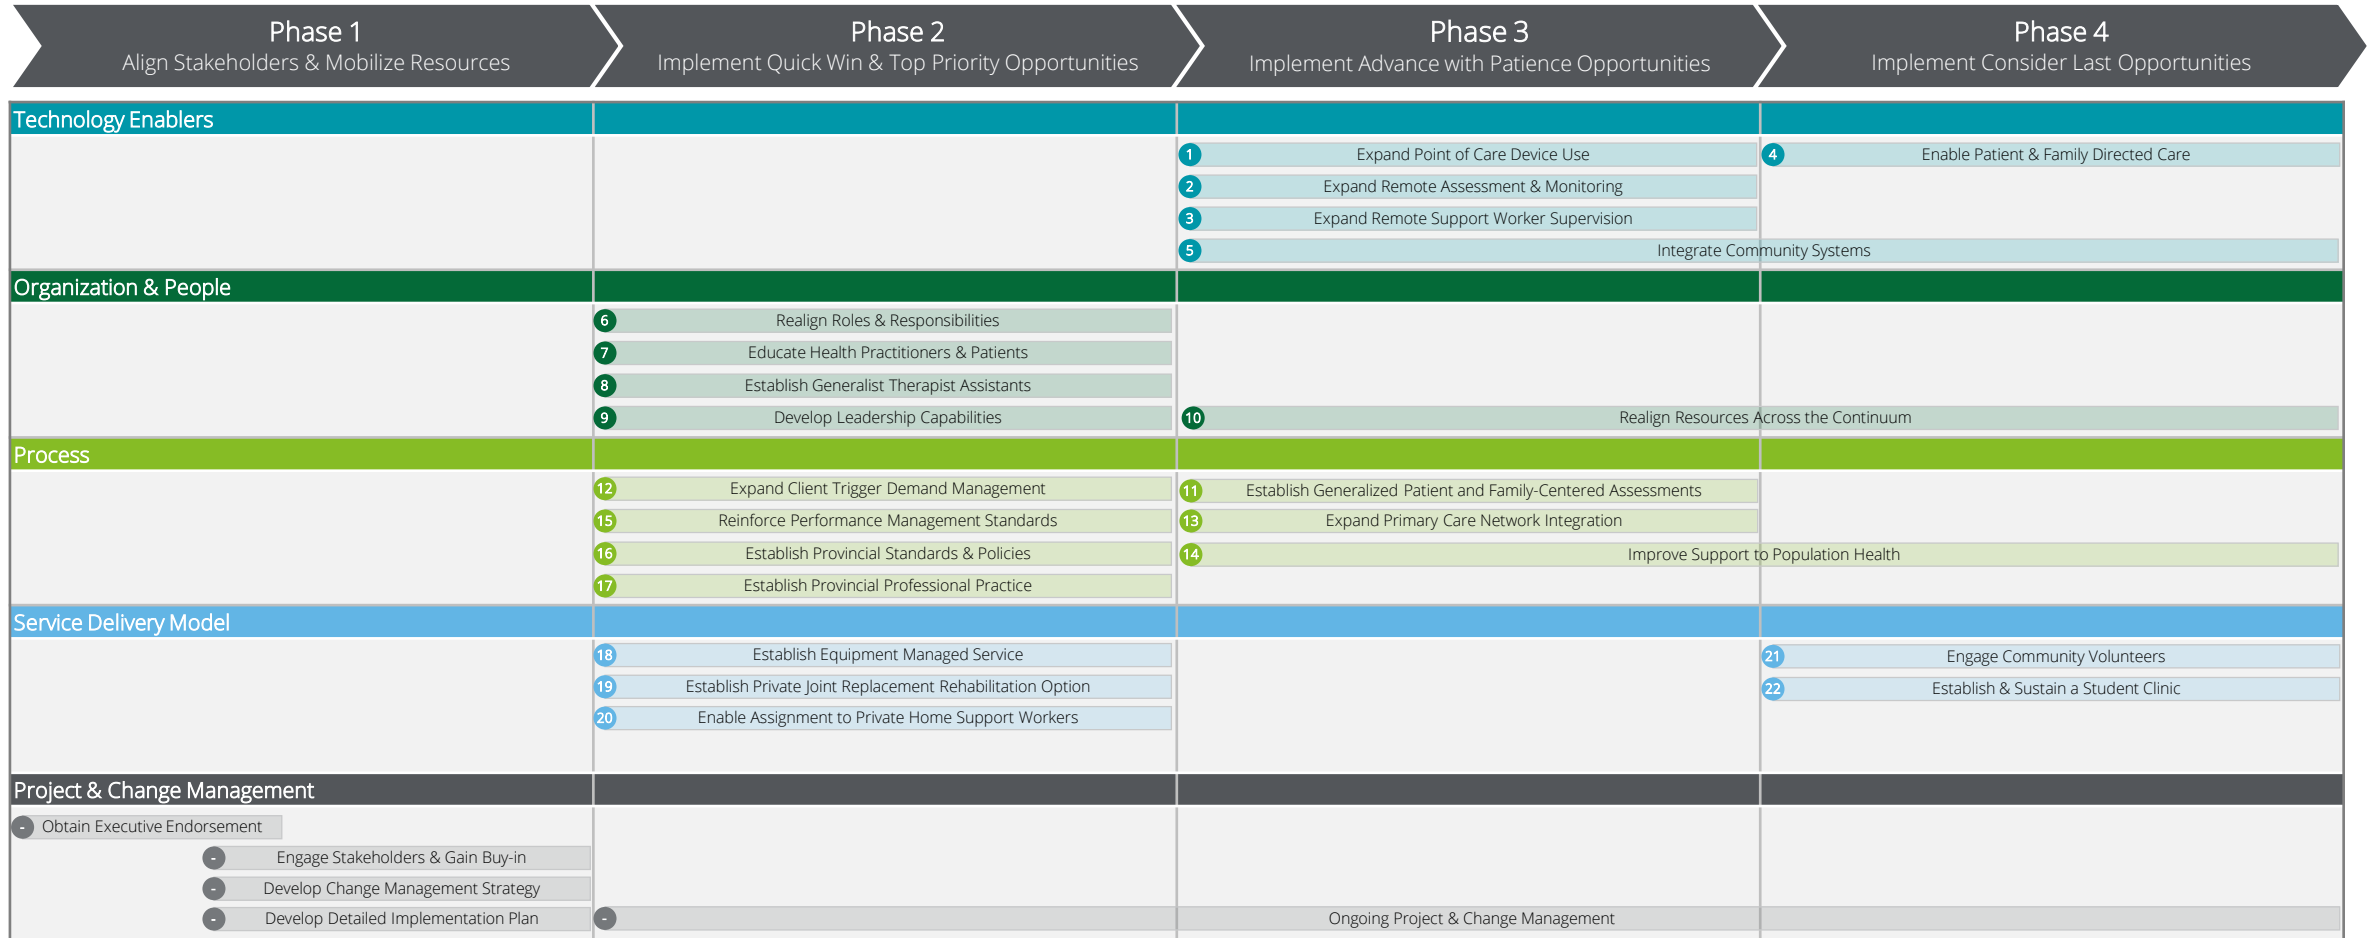 Phase 1
Align Stakeholders & Mobilize Resources
Phase 2
Implement Quick Win & Top Priority Opportunities
Phase 3
Implement Advance with Patience Opportunities
Phase 4
Implement Consider Last Opportunities
Technology Enablers
1 Expand Point of Care Device Use
4 Enable Patient & Family Directed Care
2 Expand Remote Assessment & Monitoring
3 Expand Remote Support Worker Supervision
5 Integrate Community Systems
Organization & People
6 Realign Roles & Responsibilities
7 Educate Health Practitioners & Patients
8 Establish Generalist Therapist Assistants
9 Develop Leadership Capabilities
10 Realign Resources Across the Continuum
Process
12 Expand Client Trigger Demand Management
11 Establish Generalized Patient and Family-Centered Assessments
15 Reinforce Performance Management Standards
13 Expand Primary Care Network Integration
16 Establish Provincial Standards & Policies
14 Improve Support to Population Health
17 Establish Provincial Professional Practice
Service Delivery Model
18 Establish Equipment Managed Service
21 Engage Community Volunteers
19 Establish Private Joint Replacement Rehabilitation Option
22 Establish & Sustain a Student Clinic
20 Enable Assignment to Private Home Support Workers
Project & Change Management
- Obtain Executive Endorsement
- Engage Stakeholders & Gain Buy-in
- Develop Change Management Strategy
- Develop Detailed Implementation Plan
- Ongoing Project & Change Management